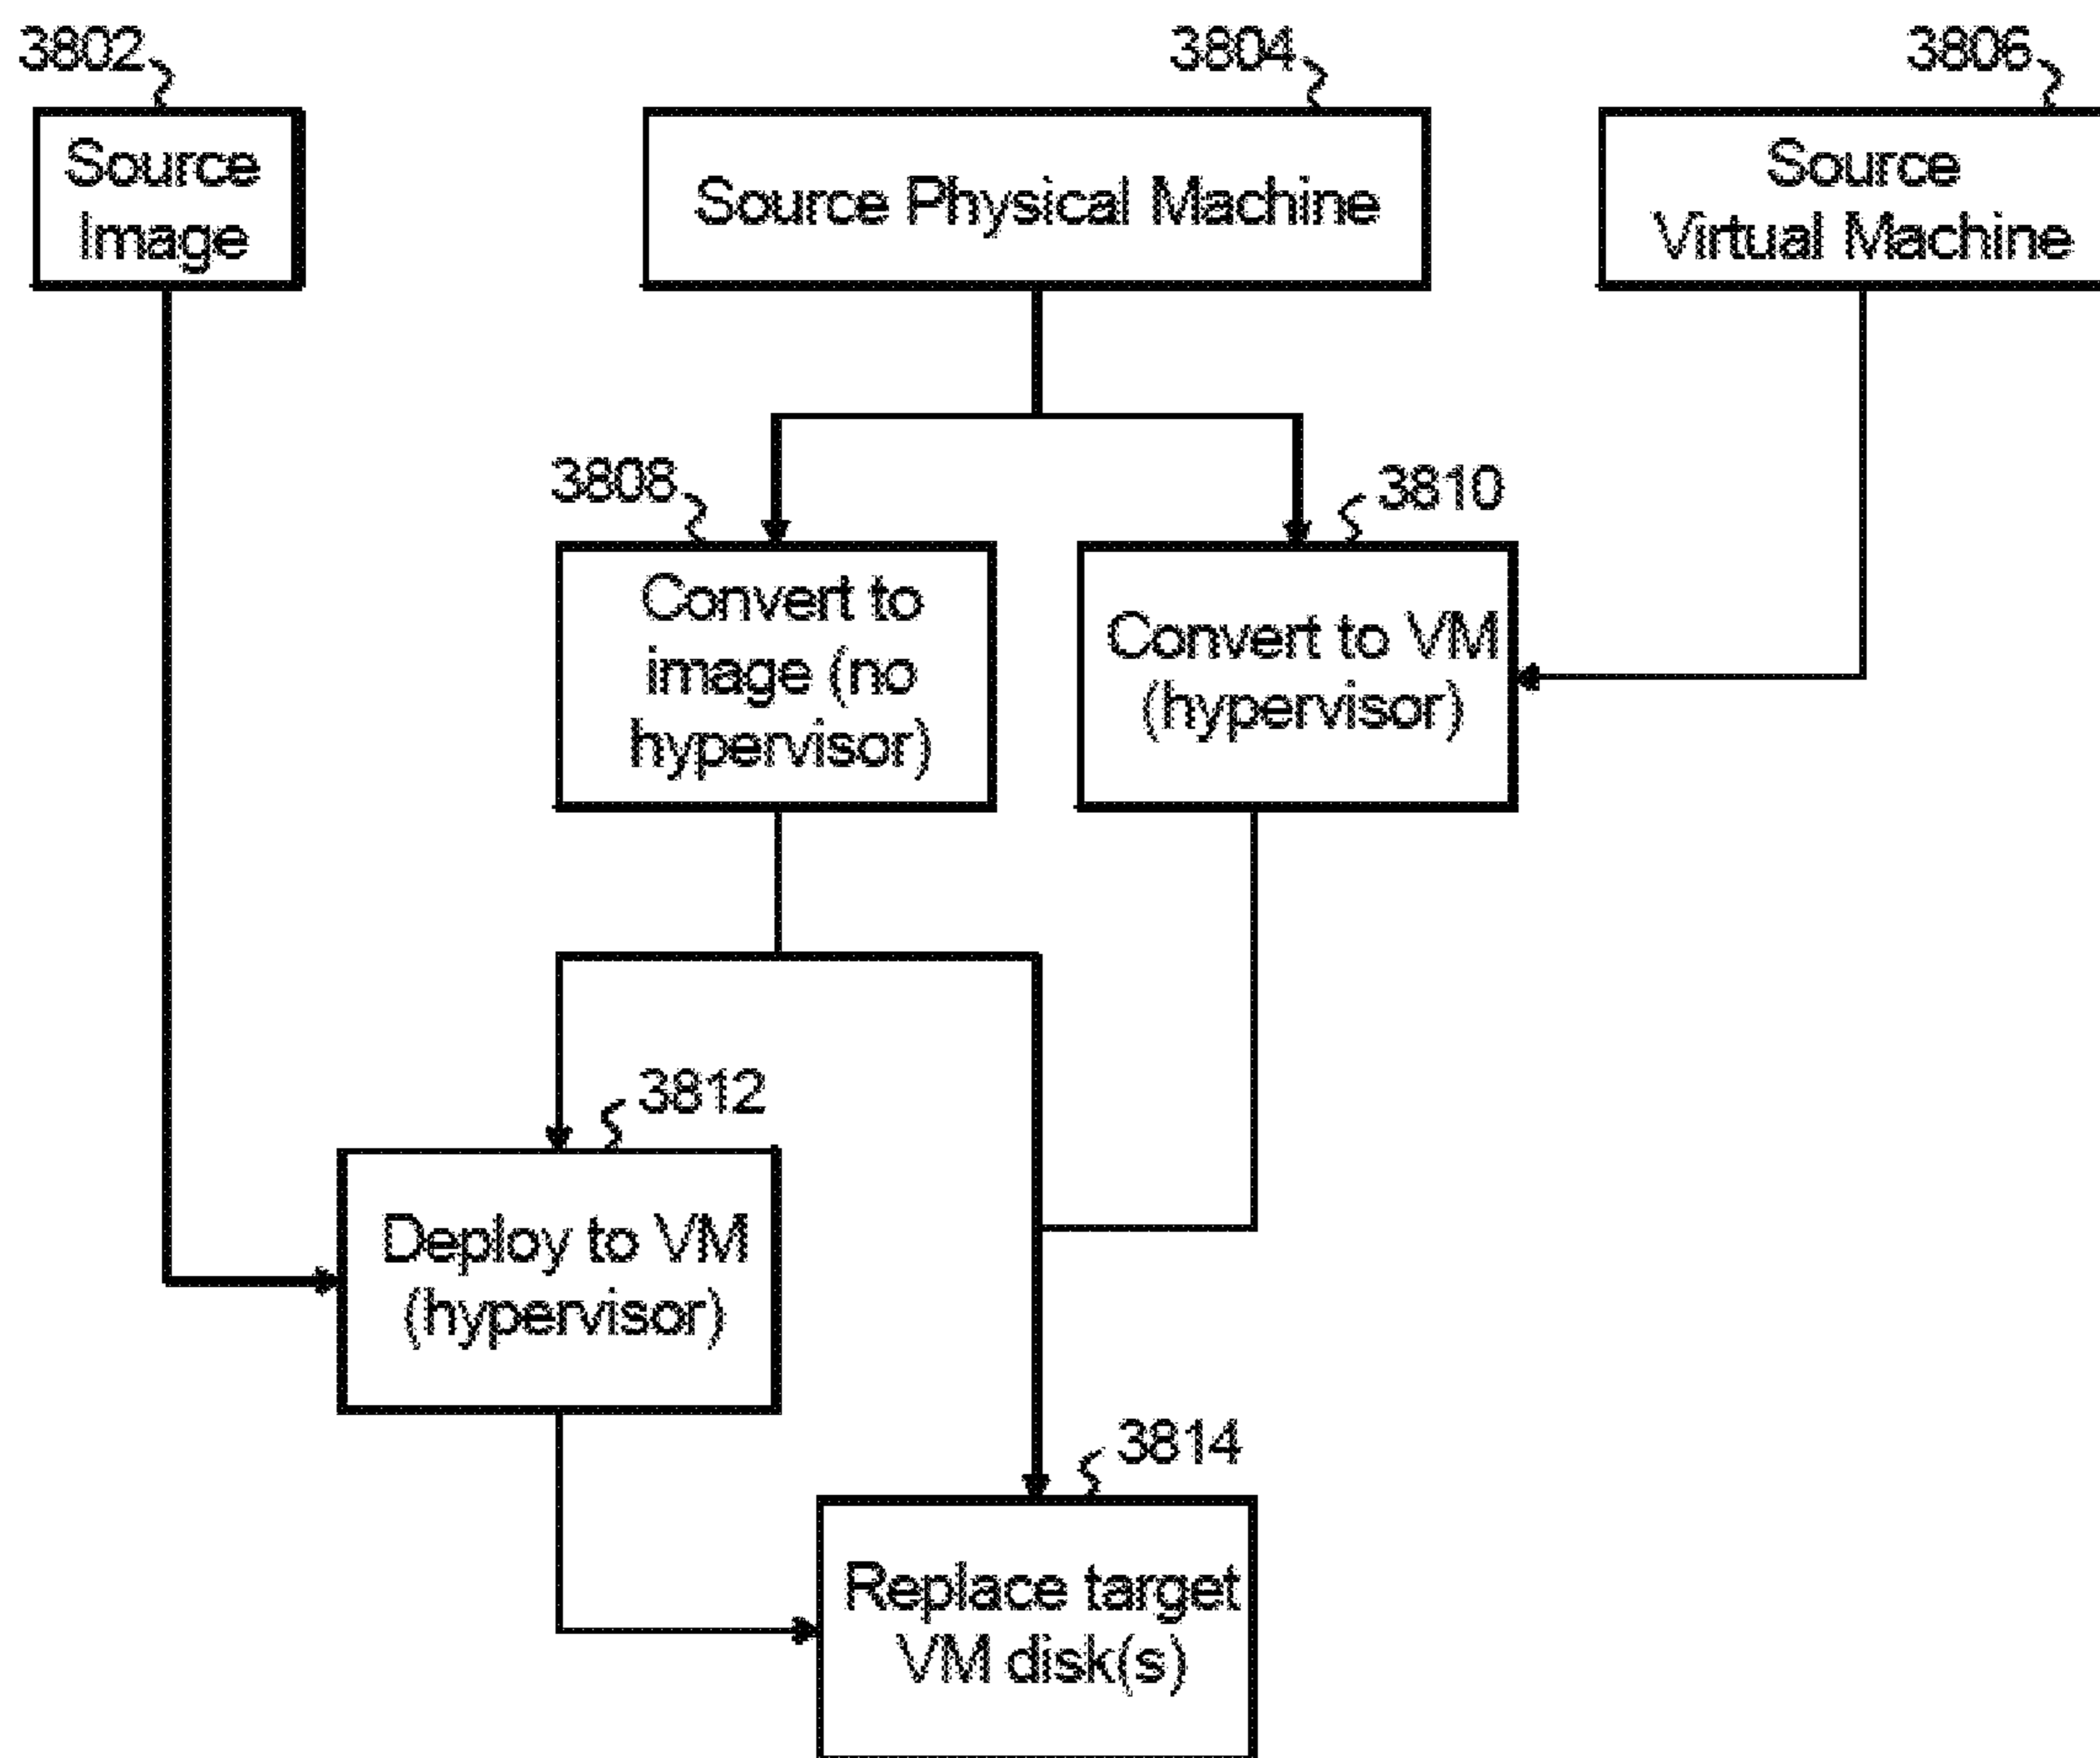 3802
3804
3806
Source
Image
Source Physical Machine
Source
Virtual Machine
3808
3810
Convert to
image (no
hypervisor)
Convert to VM
(hypervisor)
3812
Deploy to VM
(hypervisor)
3814
Replace target
VM disk(s)